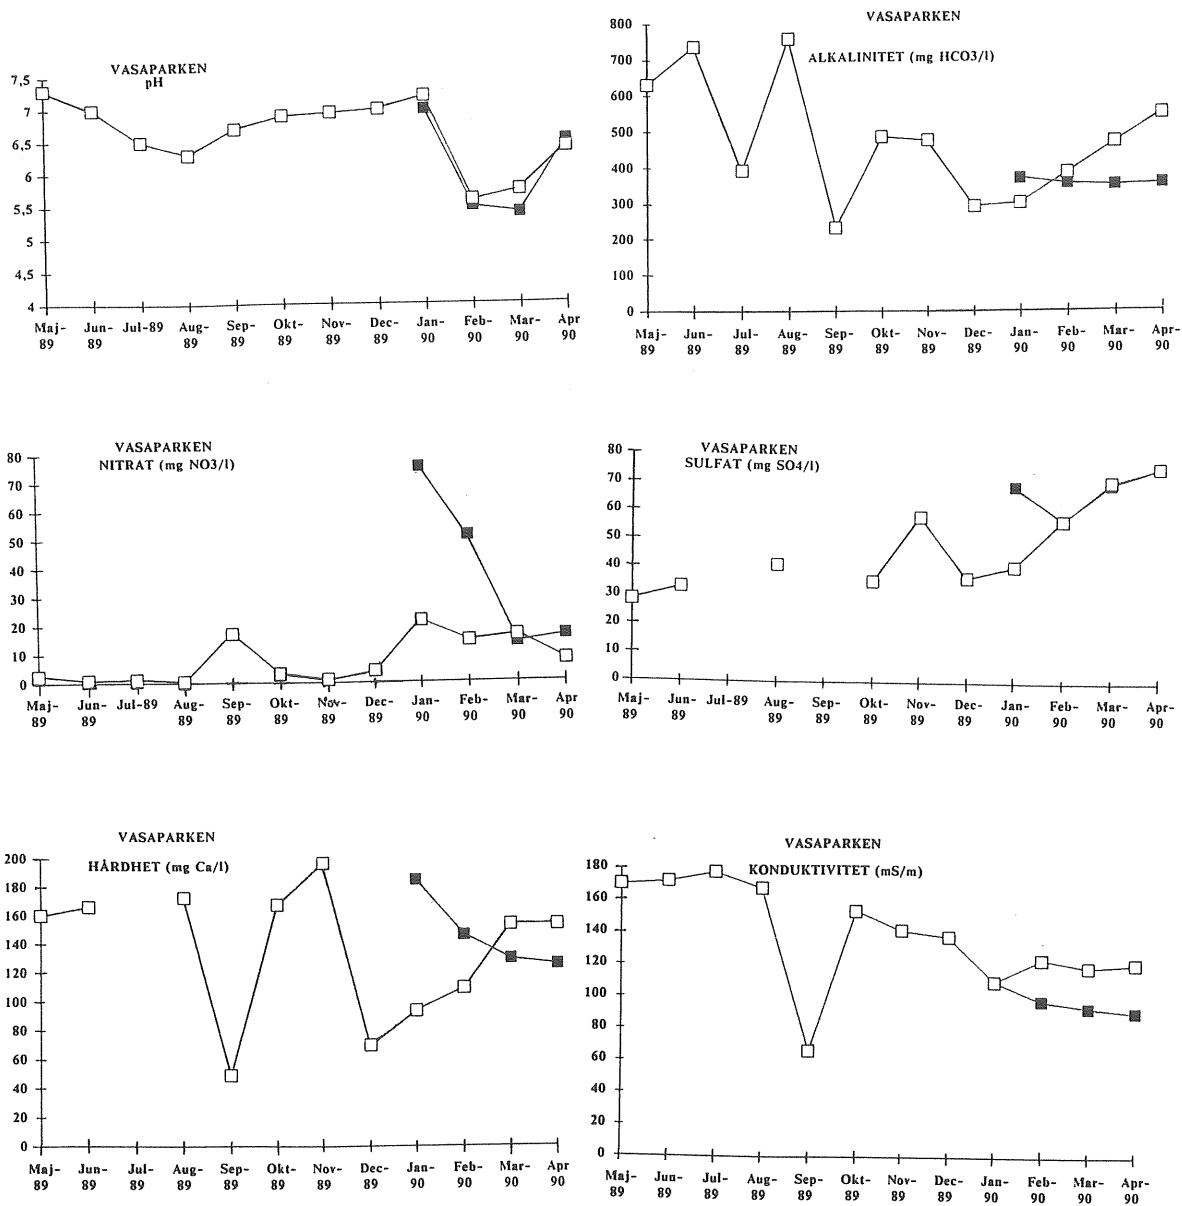 VASAPARKEN
pH
7,5
7
6,5
6
5,5
5
4,5
4
Maj- Jun- Jul-89 Aug- Sep- Okt- Nov- Dec- Jan- Feb- Mar- Apr
89 89 89 89 89 89 89 90 90 90 90
VASAPARKEN
ALKALINITET (mg HCO3/l)
800
700
600
500
400
300
200
100
0
Maj- Jun- Jul- Aug- Sep- Okt- Nov- Dec- Jan- Feb- Mar- Apr-
89 89 89 89 89 89 89 89 90 90 90 90
VASAPARKEN
NITRAT (mg NO3/l)
80
70
60
50
40
30
20
10
0
Maj- Jun- Jul-89 Aug- Sep- Okt- Nov- Dec- Jan- Feb- Mar- Apr
89 89 89 89 89 89 89 90 90 90 90
VASAPARKEN
SULFAT (mg SO4/l)
80
70
60
50
40
30
20
10
0
Maj- Jun- Jul-89 Aug- Sep- Okt- Nov- Dec- Jan- Feb- Mar- Apr-
89 89 89 89 89 89 89 90 90 90 90
VASAPARKEN
HÅRDHET (mg Ca/l)
200
180
160
140
120
100
80
60
40
20
0
Maj- Jun- Jul- Aug- Sep- Okt- Nov- Dec- Jan- Feb- Mar- Apr
89 89 89 89 89 89 89 89 90 90 90 90
VASAPARKEN
KONDUKTIVITET (mS/m)
180
160
140
120
100
80
60
40
20
0
Maj- Jun- Jul- Aug- Sep- Okt- Nov- Dec- Jan- Feb- Mar- Apr-
89 89 89 89 89 89 89 89 90 90 90 90